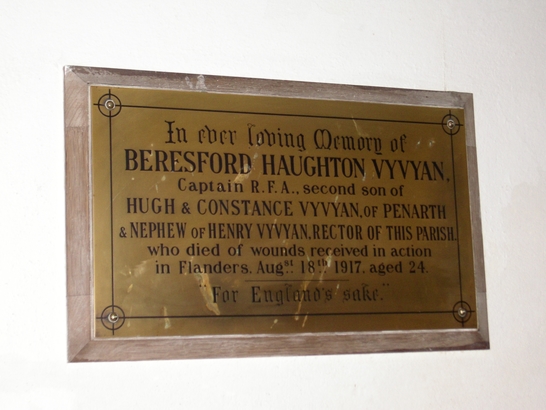 In ever loving Memory of
BERESFORD HAUGHTON VYVYAN,
Captain R.F.A., second son of
HUGH & CONSTANCE VYVYAN, OF PENARTH
& NEPHEW OF HENRY VYVYAN, RECTOR OF THIS PARISH.
who died of wounds received in action
in Flanders. Augst. 18th 1917, aged 24.
"For England's sake."